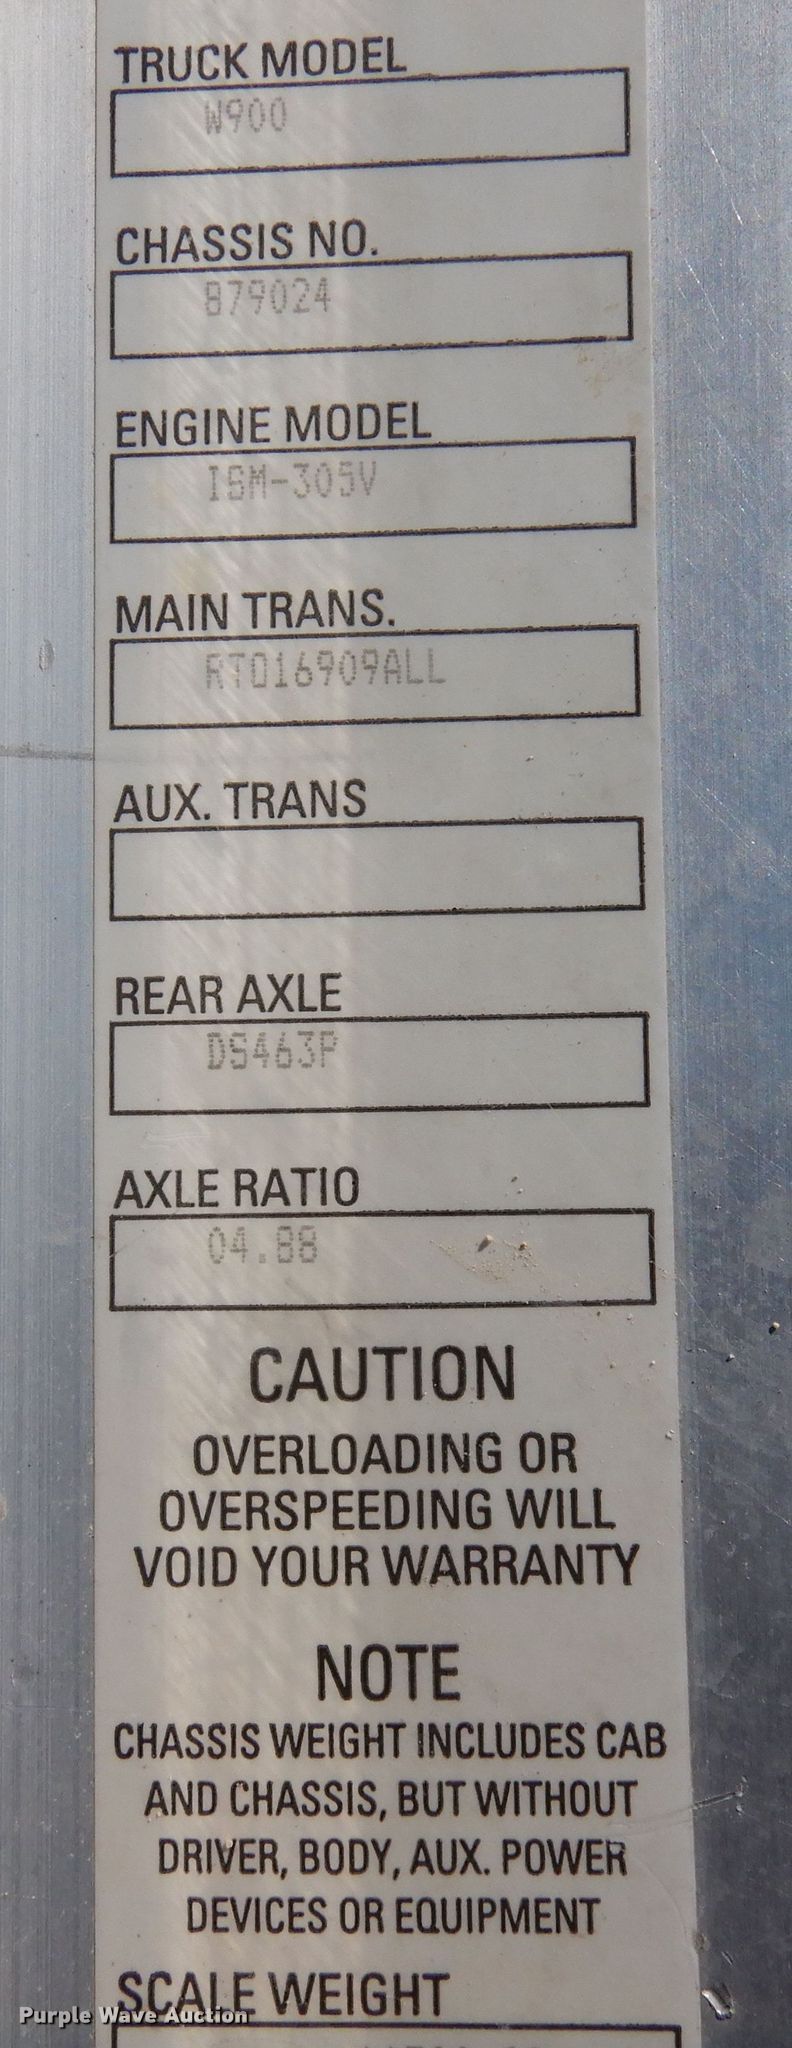 TRUCK MODEL
W900
CHASSIS NO.
879024
ENGINE MODEL
ISM-305V
MAIN TRANS.
RTO16909ALL
AUX. TRANS
REAR AXLE
DS463P
AXLE RATIO
04.88
CAUTION
OVERLOADING OR
OVERSPEEDING WILL
VOID YOUR WARRANTY
NOTE
CHASSIS WEIGHT INCLUDES CAB
AND CHASSIS, BUT WITHOUT
DRIVER, BODY, AUX. POWER
DEVICES OR EQUIPMENT
SCALE WEIGHT
Purple Wave Auction